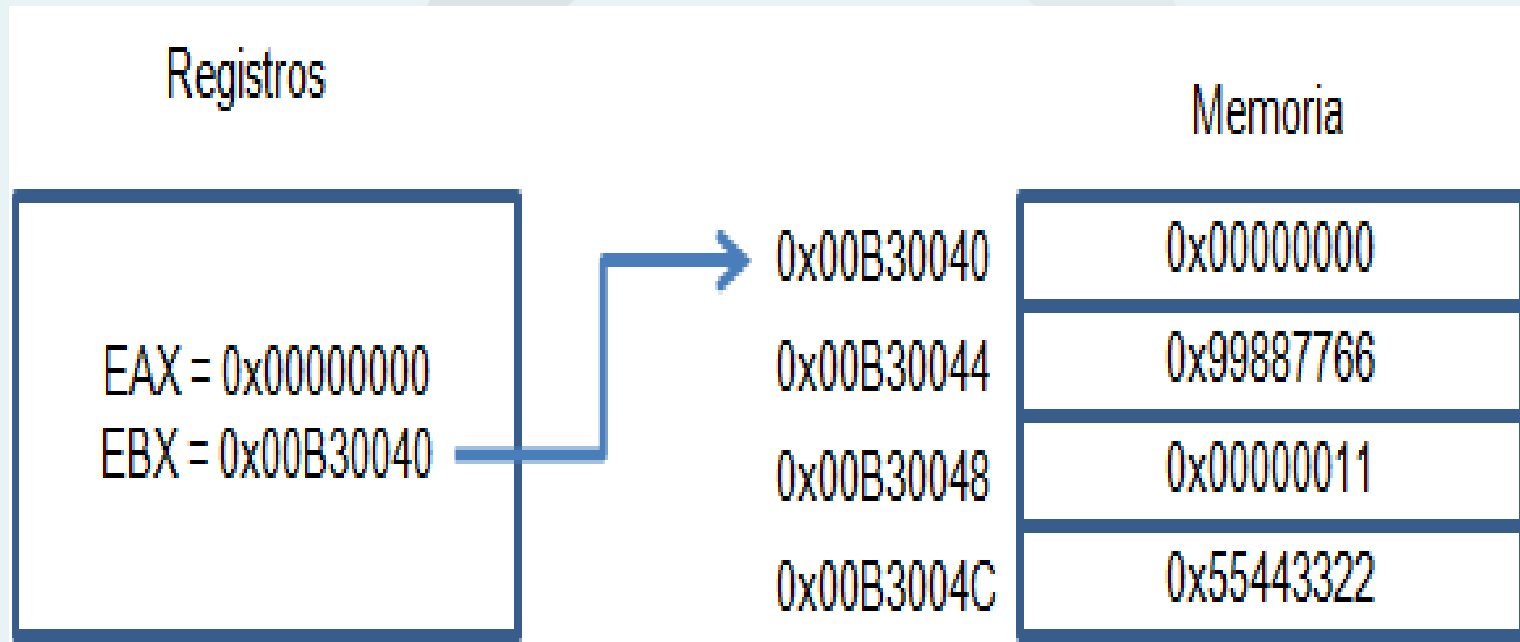 Registros
Memoria
EAX = 0x00000000
EBX = 0x00B30040
0x00B30040 0x00000000
0x00B30044 0x99887766
0x00B30048 0x00000011
0x00B3004C 0x55443322